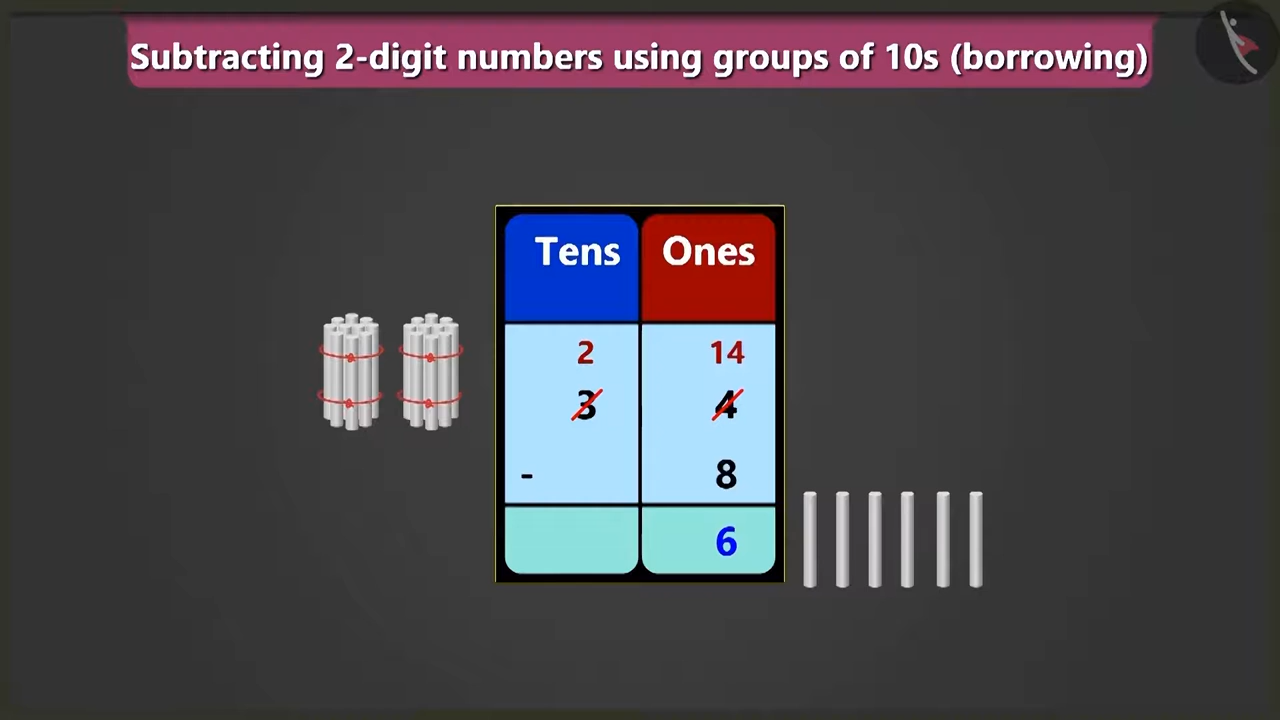 Subtracting 2-digit numbers using groups of 10s (borrowing)
Tens Ones
2 14
3 4
- 8
6